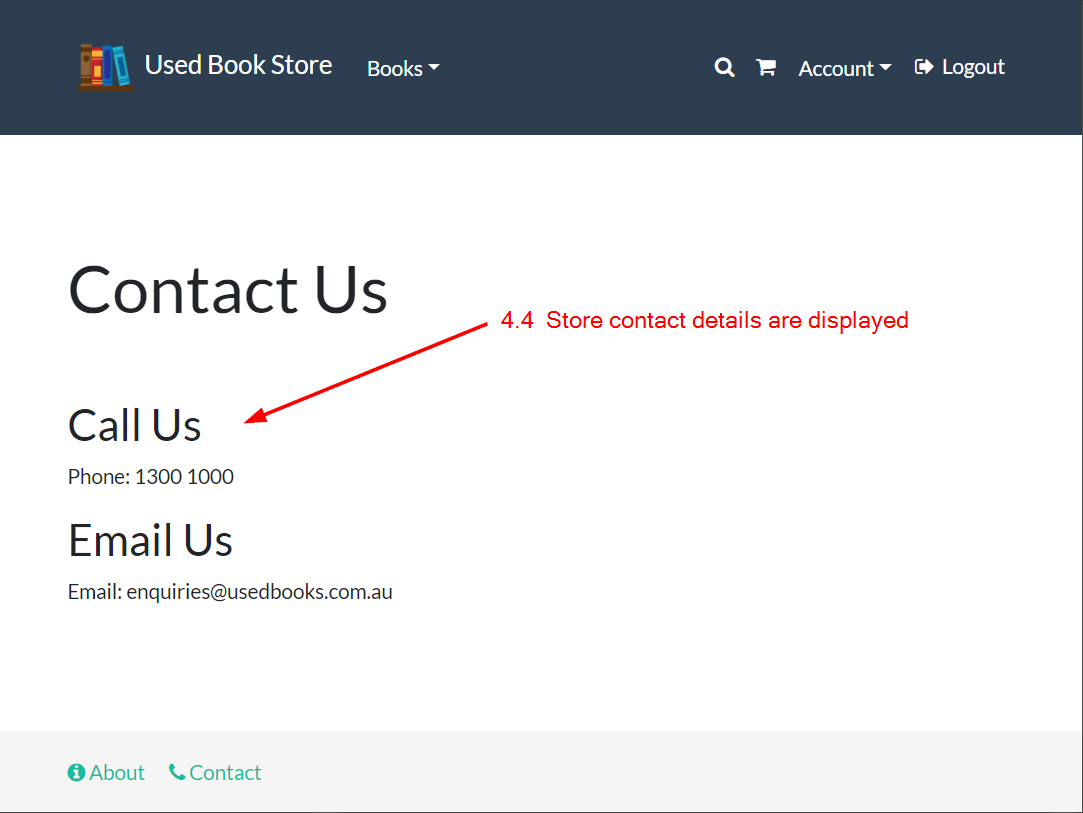 Used Book Store Books Account Logout
Contact Us
4.4 Store contact details are displayed
Call Us
Phone: 1300 1000
Email Us
Email: enquiries@usedbooks.com.au
About Contact